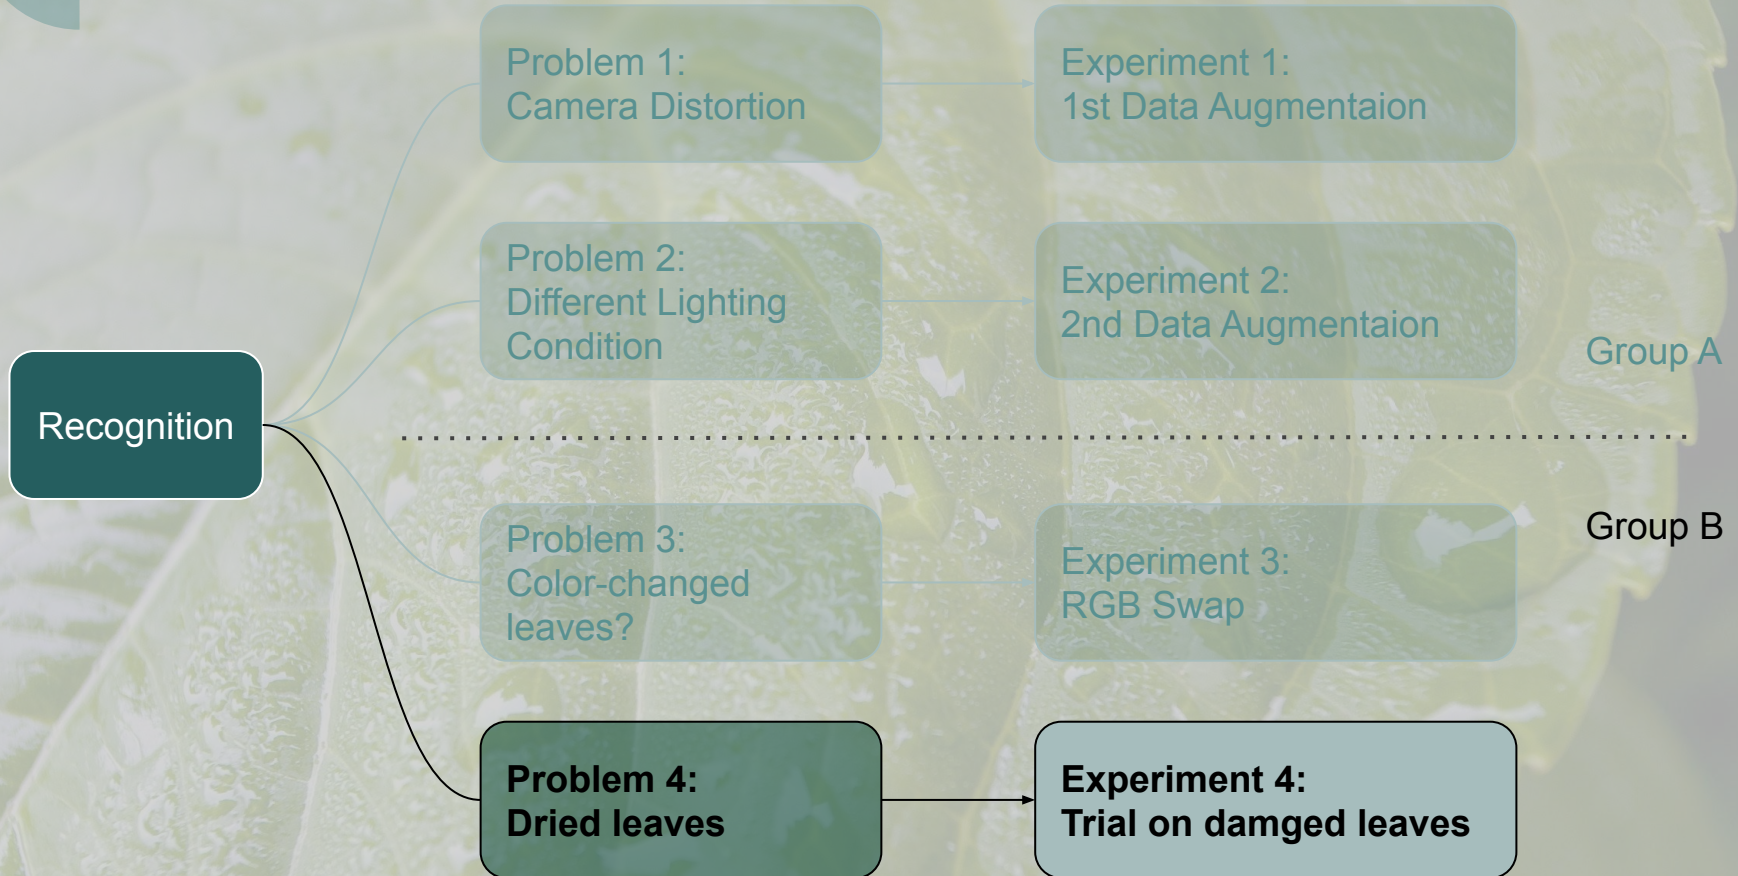 Problem 1:
Camera Distortion
Experiment 1:
1st Data Augmentaion
Problem 2:
Different Lighting
Condition
Experiment 2:
2nd Data Augmentaion
Group A
Recognition
Group B
Problem 3:
Color-changed
leaves?
Experiment 3:
RGB Swap
Problem 4:
Dried leaves
Experiment 4:
Trial on damged leaves